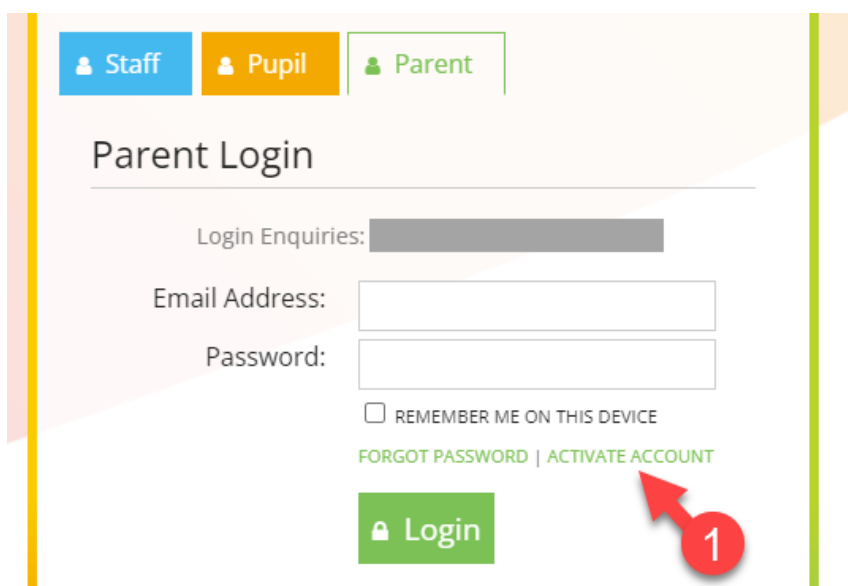 Staff Pupil Parent
Parent Login
Login Enquiries:
Email Address:
Password:
REMEMBER ME ON THIS DEVICE
FORGOT PASSWORD | ACTIVATE ACCOUNT
Login
1